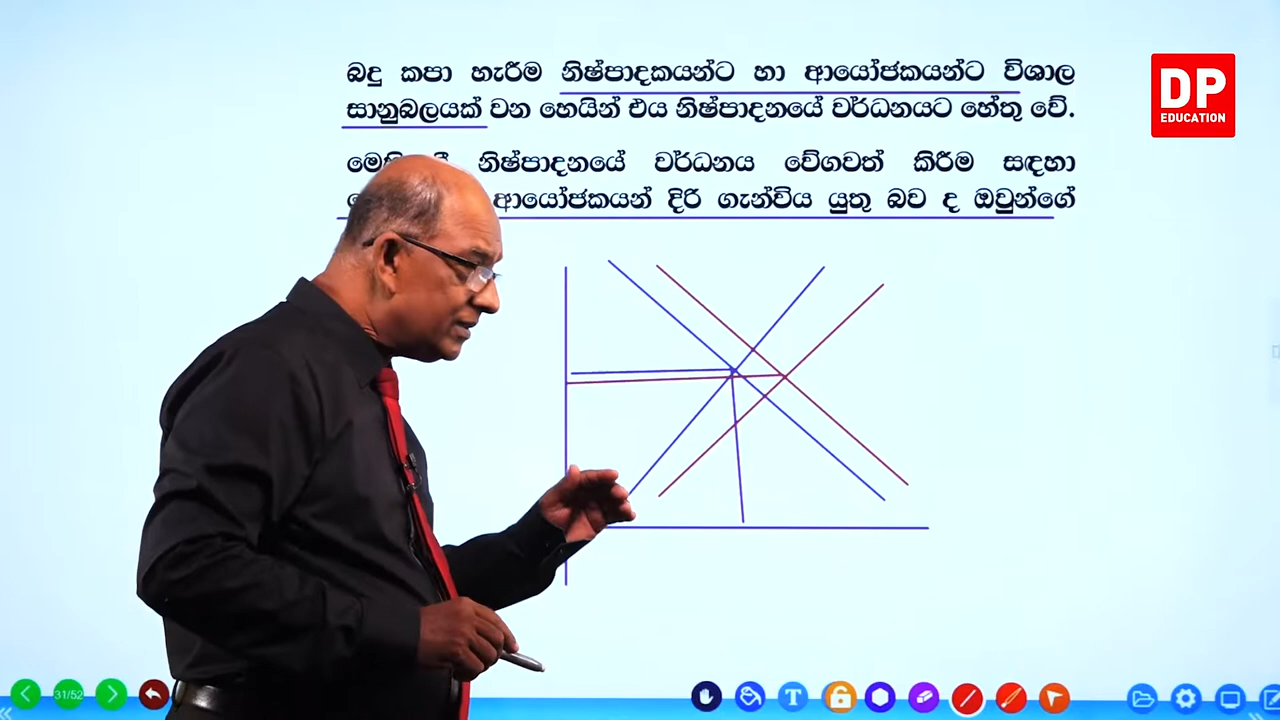 බදු කපා හැරීම නිෂ්පාදකයන්ට හා ආයෝජකයන්ට විශාල
සානුබලයක් වන හෙයින් එය නිෂ්පාදනයේ වර්ධනයට හේතු වේ.
නිෂ්පාදනයේ වර්ධනය වේගවත් කිරීම සඳහා
ආයෝජකයන් දිරි ගැන්විය යුතු බව ද ඔවුන්ගේ
DP
EDUCATION
31/52